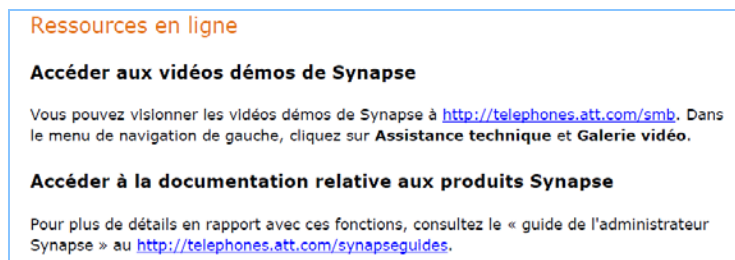 Ressources en ligne
Accéder aux vidéos démos de Synapse
Vous pouvez visionner les vidéos démos de Synapse à http://telephones.att.com/smb. Dans
le menu de navigation de gauche, cliquez sur Assistance technique et Galerie vidéo.
Accéder à la documentation relative aux produits Synapse
Pour plus de détails en rapport avec ces fonctions, consultez le « guide de l'administrateur
Synapse » au http://telephones.att.com/synapseguides.